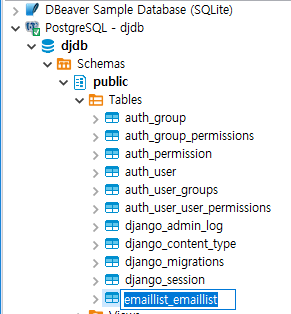 DBeaver Sample Database (SQLite)
PostgreSQL - djdb
djdb
Schemas
public
Tables
auth_group
auth_group_permissions
auth_permission
auth_user
auth_user_groups
auth_user_user_permissions
django_admin_log
django_content_type
django_migrations
django_session
emaillist_emaillist
Views